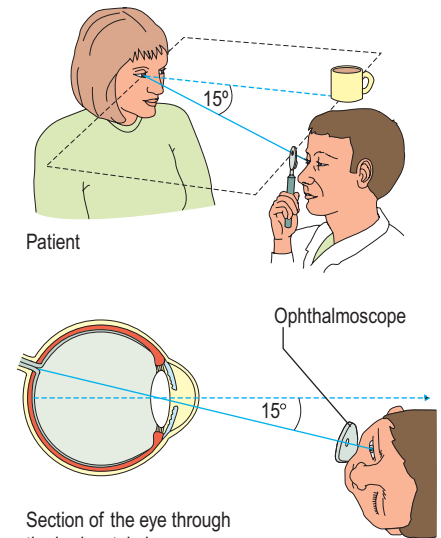 15°
Patient
Ophthalmoscope
15°
Section of the eye through